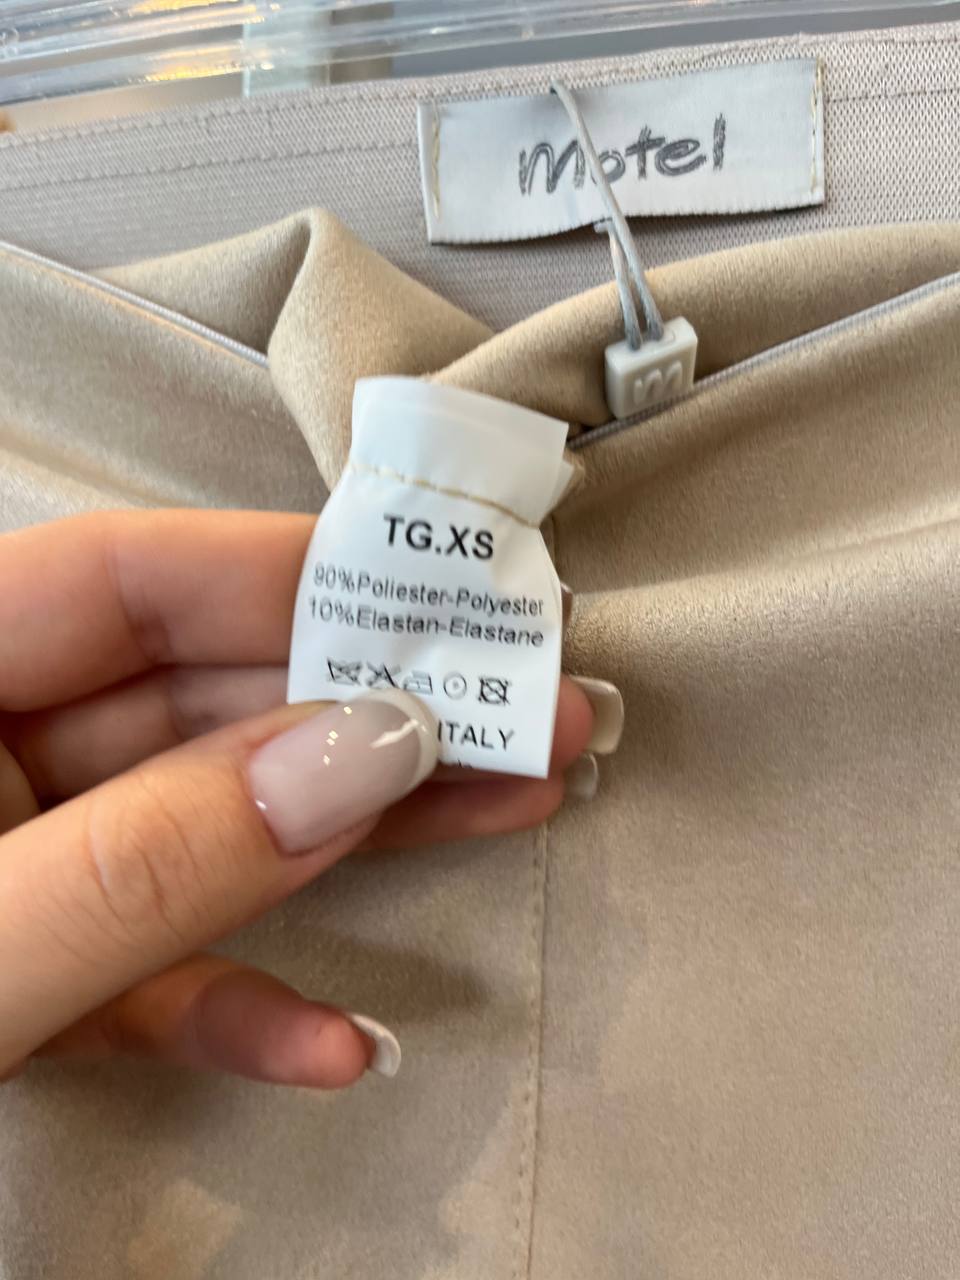 motel
m
TG.XS
90%Poliester-Polyester
10%Elastan-Elastane
ITALY